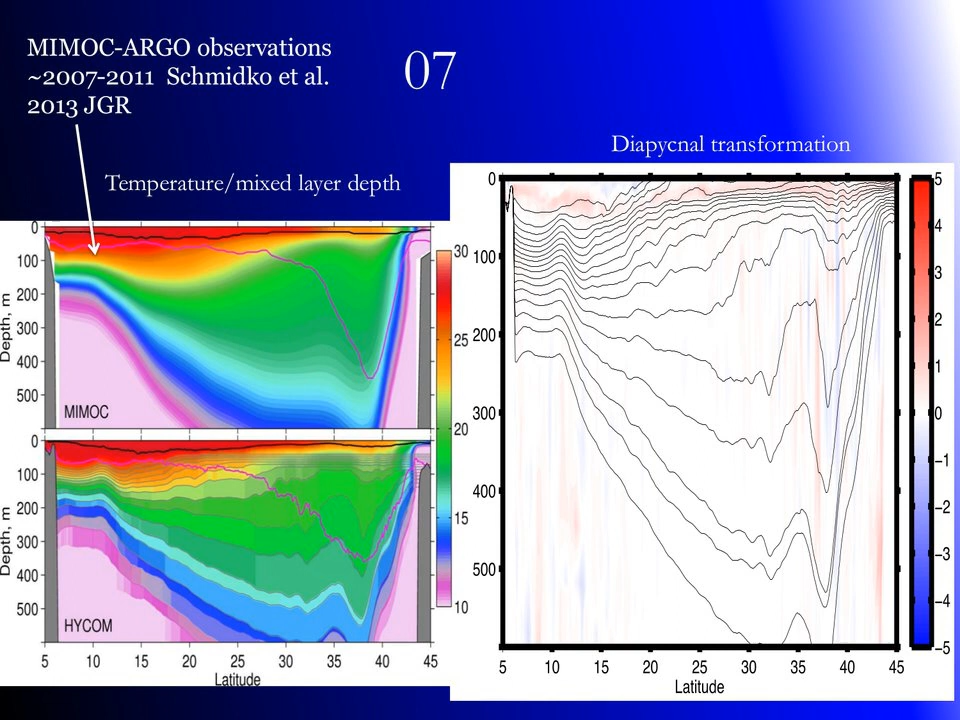 MIMOC-ARGO observations
~2007-2011 Schmidko et al.
2013 JGR
07
Diapycnal transformation
Temperature/mixed layer depth
0
100
200
300
400
500
Depth, m
MIMOC
0
100
200
300
400
500
Depth, m
HYCOM
5 10 15 20 25 30 35 40 45
Latitude
30
25
20
15
10
0
100
200
300
400
500
5 10 15 20 25 30 35 40 45
Latitude
5
4
3
2
1
0
−1
−2
−3
−4
−5